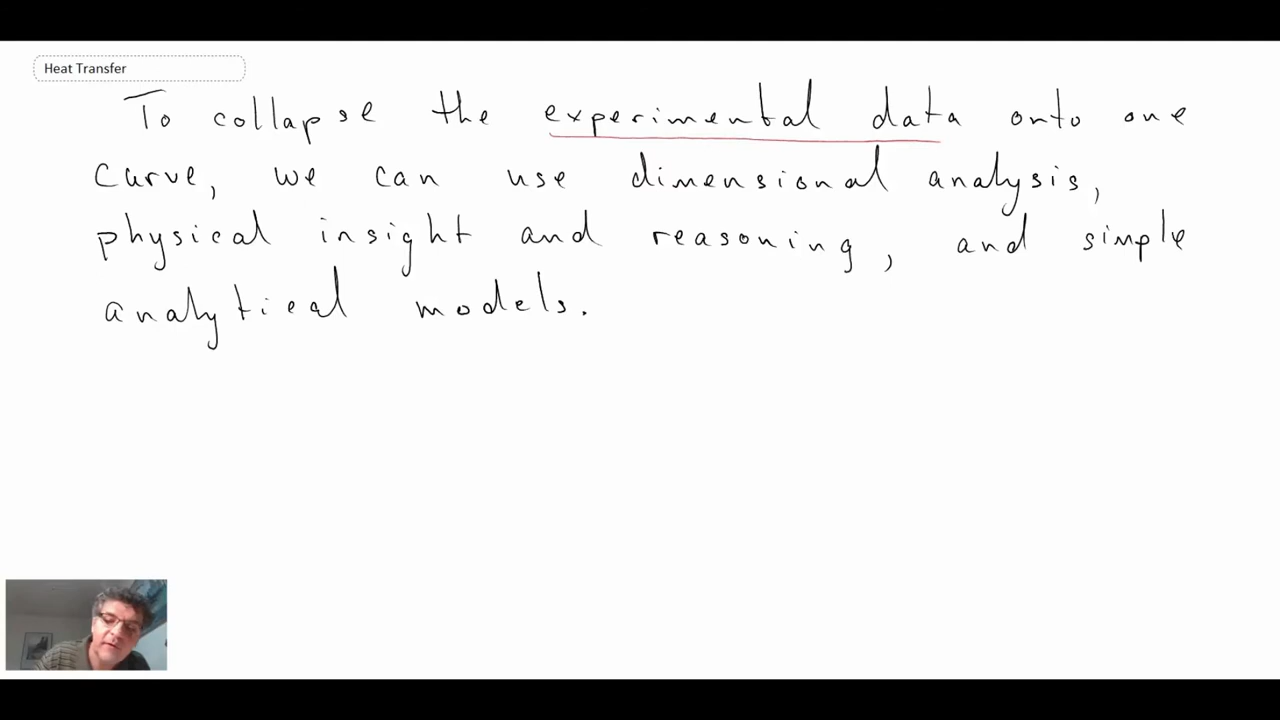 Heat Transfer
To collapse the experimental data onto one
curve, we can use dimensional analysis,
physical insight and reasoning, and simple
analytical models.